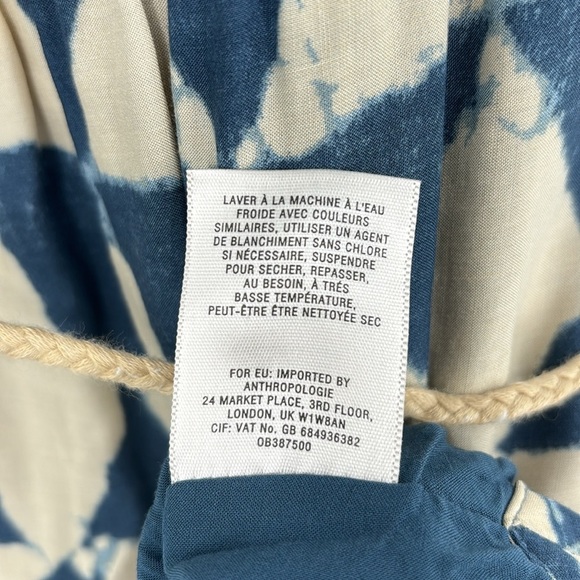 LAVER À LA MACHINE À L'EAU
FROIDE AVEC COULEURS
SIMILAIRES, UTILISER UN AGENT
DE BLANCHIMENT SANS CHLORE
SI NÉCESSAIRE, SUSPENDRE
POUR SECHER, REPASSER,
AU BESOIN, À TRÉS
BASSE TEMPÉRATURE,
PEUT-ÊTRE ÊTRE NETTOYÉE SEC
FOR EU: IMPORTED BY
ANTHROPOLOGIE
24 MARKET PLACE, 3RD FLOOR,
LONDON, UK W1W8AN
CIF: VAT No. GB 684936382
OB387500